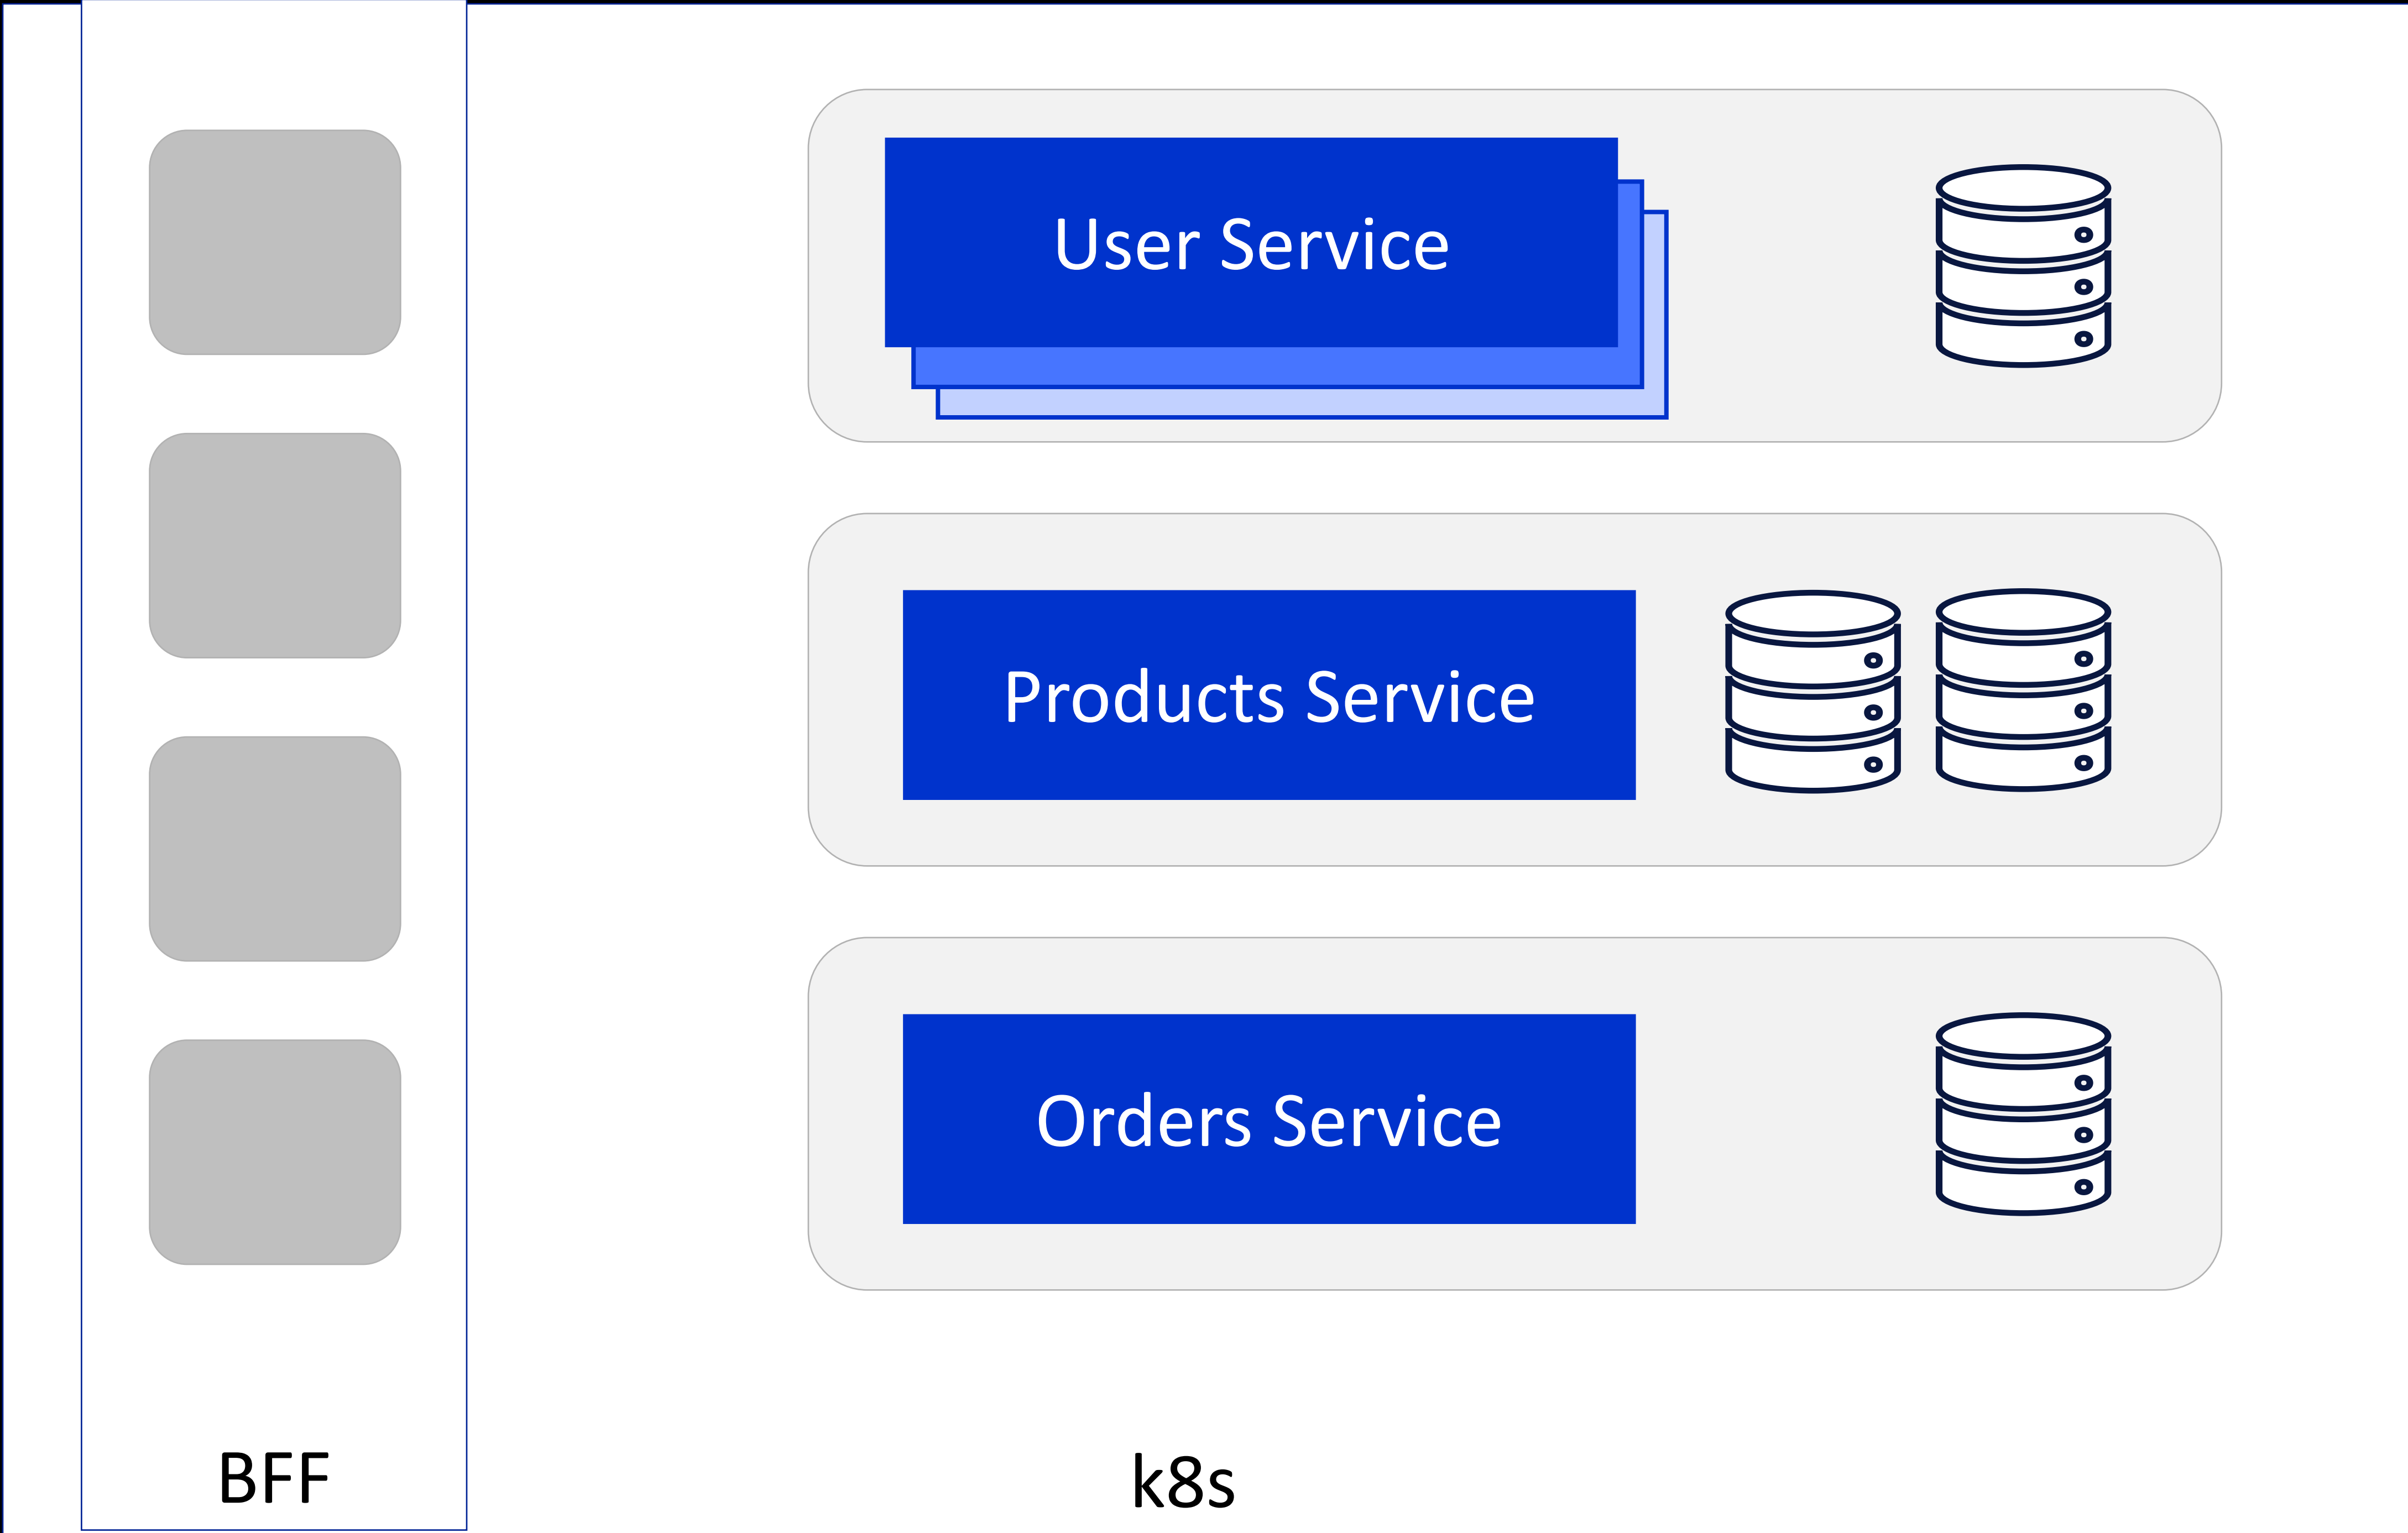 User Service
Products Service
Orders Service
BFF
k8s